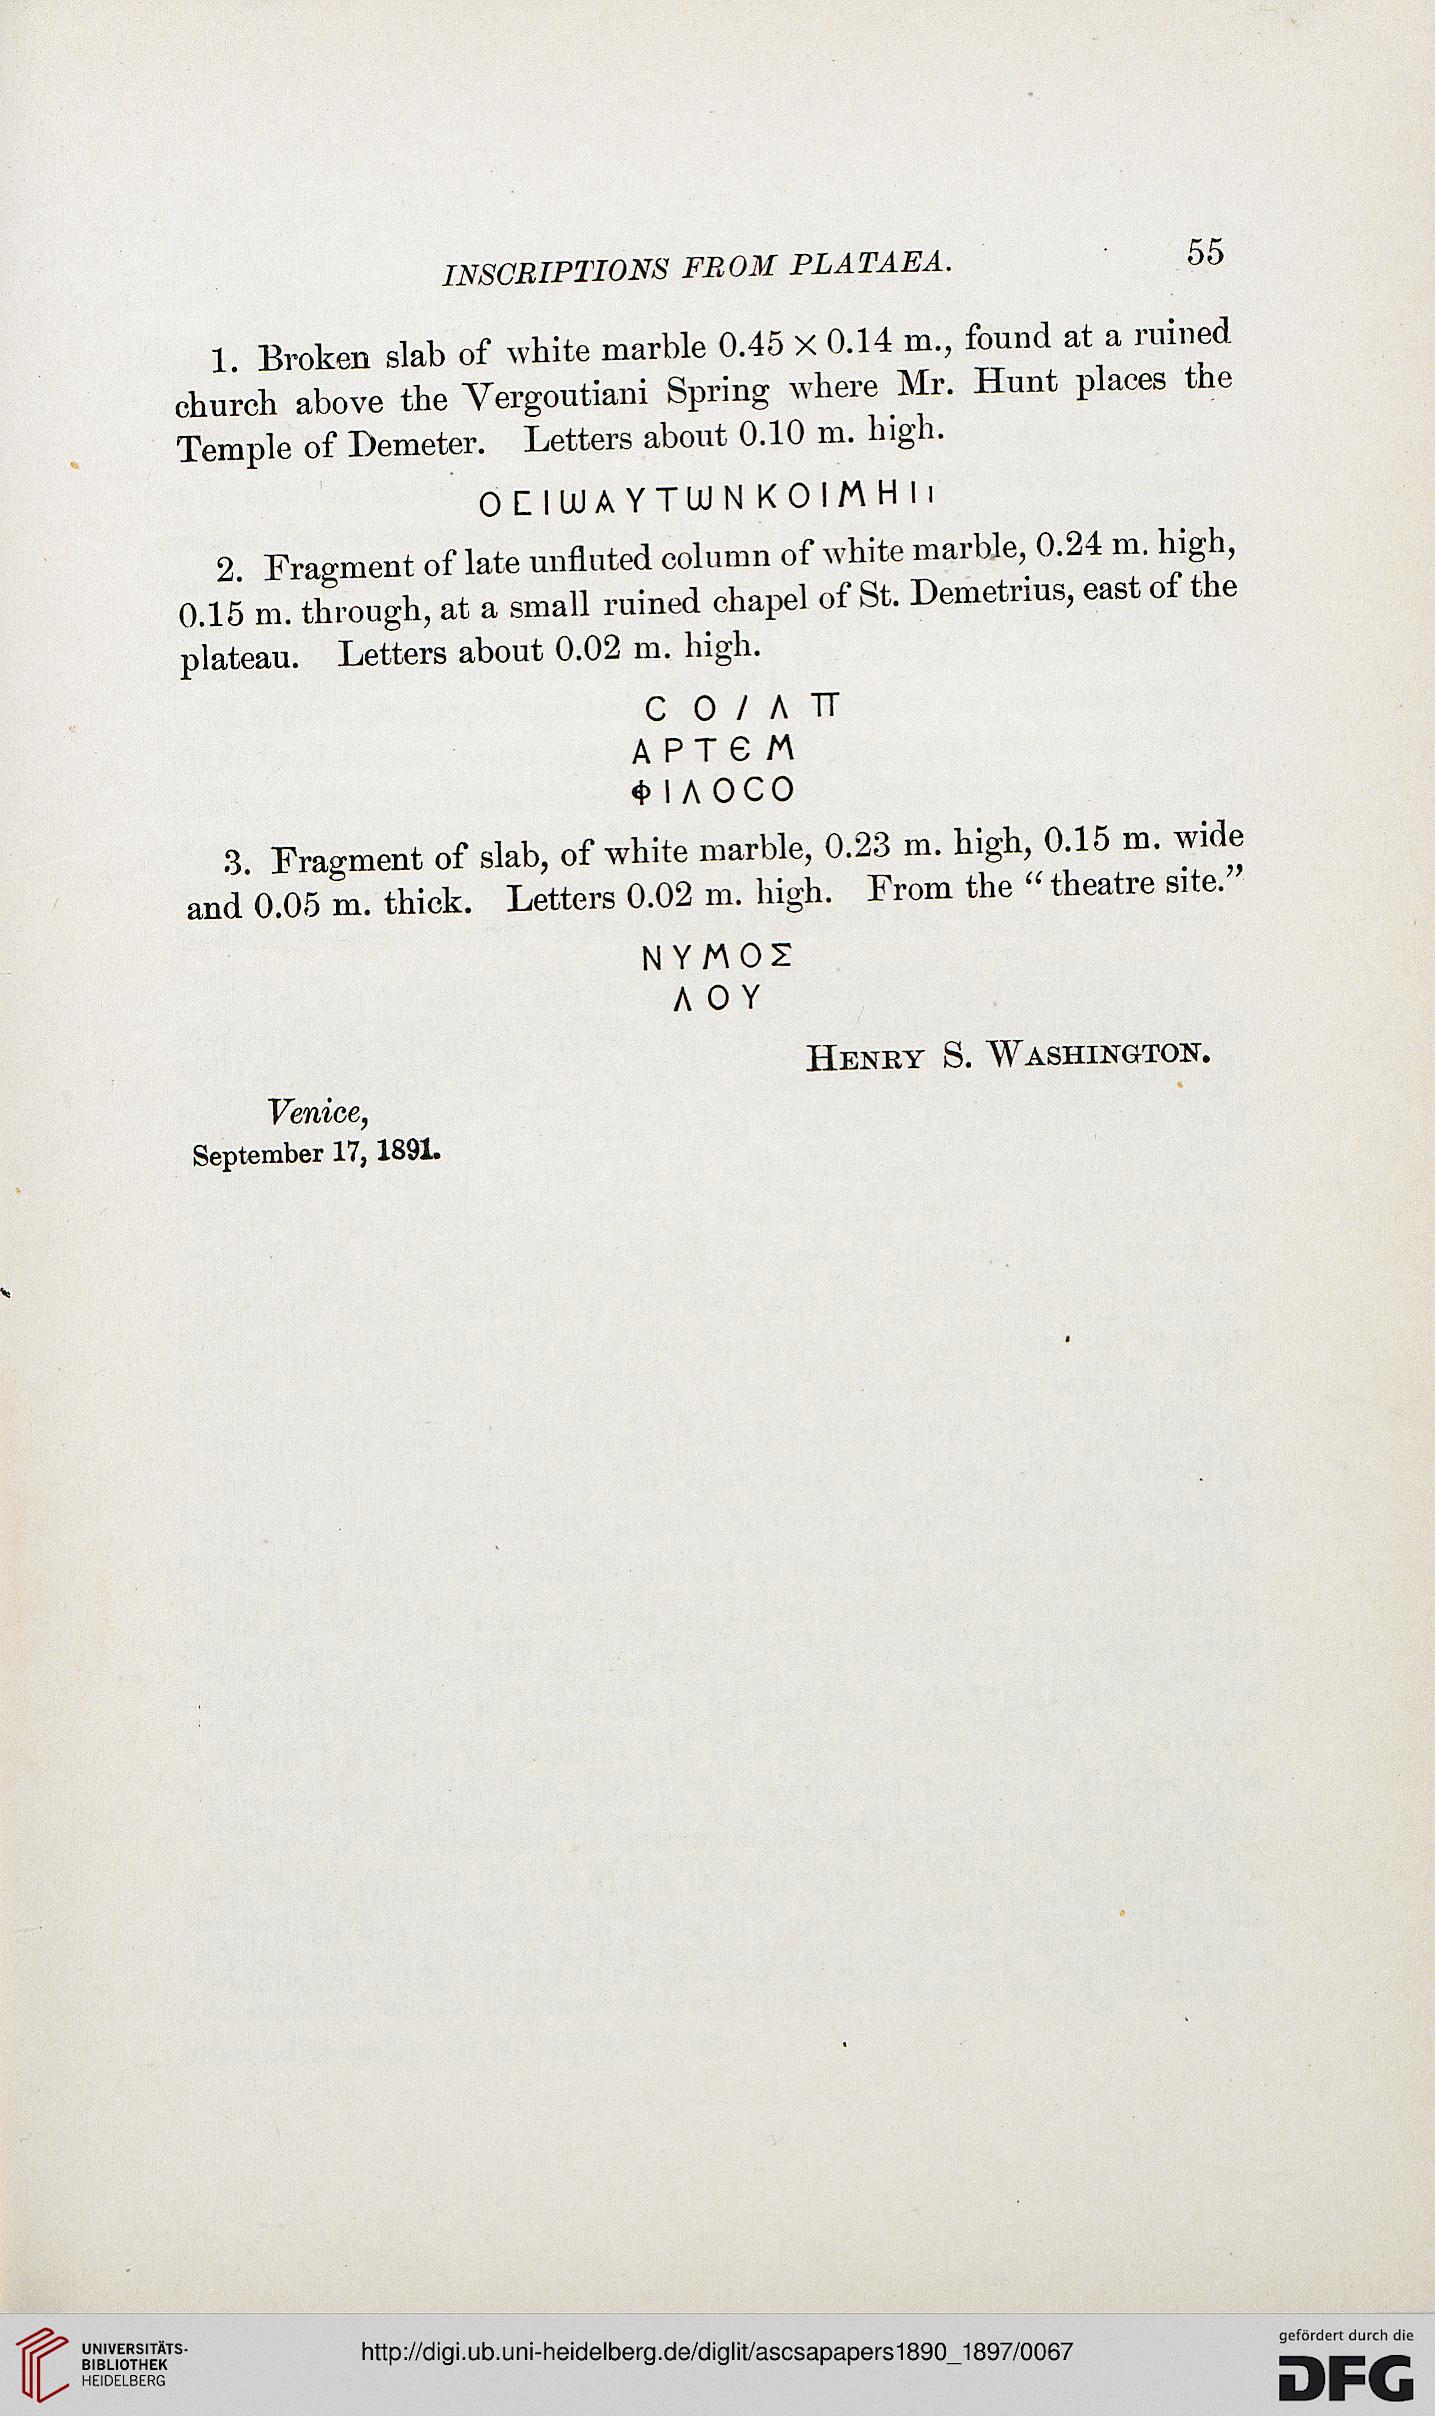 INSCRIPTIONS FROM PLATAEA. 55
1. Broken slab of white marble 0.45 × 0.14 m., found at a ruined
church above the Vergoutiani Spring where Mr. Hunt places the
Temple of Demeter. Letters about 0.10 m. high.
ΟΕΙШΑΥΤШΝΚΟΙΜΗΙΙ
2. Fragment of late unfluted column of white marble, 0.24 m. high,
0.15 m. through, at a small ruined chapel of St. Demetrius, east of the
plateau. Letters about 0.02 m. high.
C Ο / Λ Π
ΑΡΤЄΜ
ΦΙΛΟCΟ
3. Fragment of slab, of white marble, 0.23 m. high, 0.15 m. wide
and 0.05 m. thick. Letters 0.02 m. high. From the “theatre site.”
ΝΥΜΟΣ
ΛΟΥ
HENRY S. WASHINGTON.
Venice,
September 17, 1891.
UNIVERSITÄTS-
BIBLIOTHEK
HEIDELBERG
http://digi.ub.uni-heidelberg.de/diglit/ascsapapers1890_1897/0067
gefördert durch die
DFG